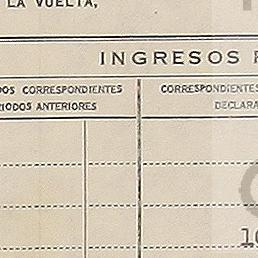 LA VUELTA,
INGRESOS
DOS CORRESPONDIENTES
RIODOS ANTERIORES
CORRESPONDIENTES
DECLARA
10